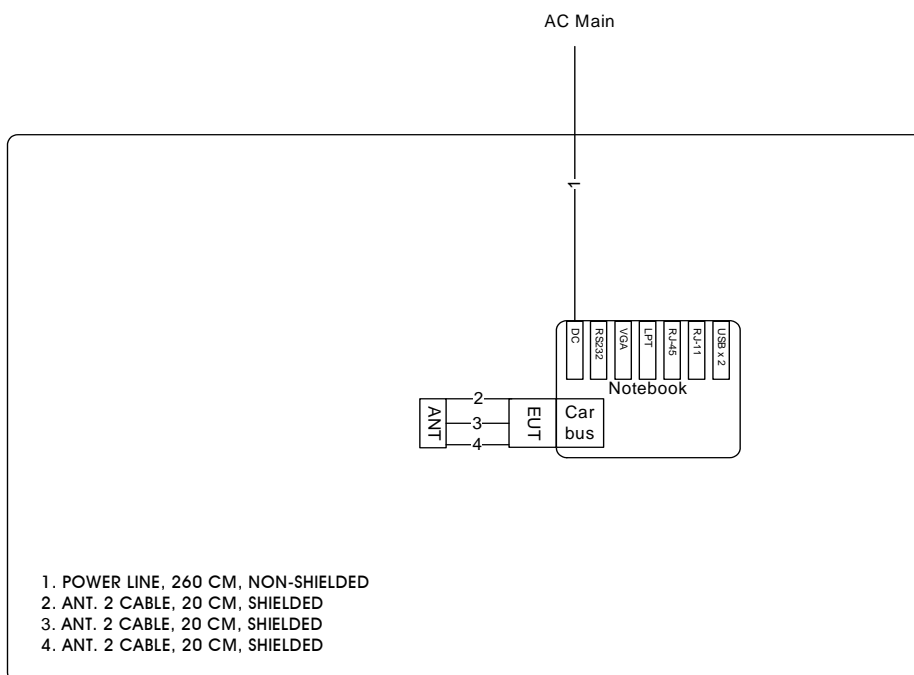 AC Main
1
DC
RS232
VGA
LPT
RJ-45
RJ-11
USB x 2
Notebook
ANT
2
3
4
EUT
Car
bus
1. POWER LINE, 260 CM, NON-SHIELDED
2. ANT. 2 CABLE, 20 CM, SHIELDED
3. ANT. 2 CABLE, 20 CM, SHIELDED
4. ANT. 2 CABLE, 20 CM, SHIELDED